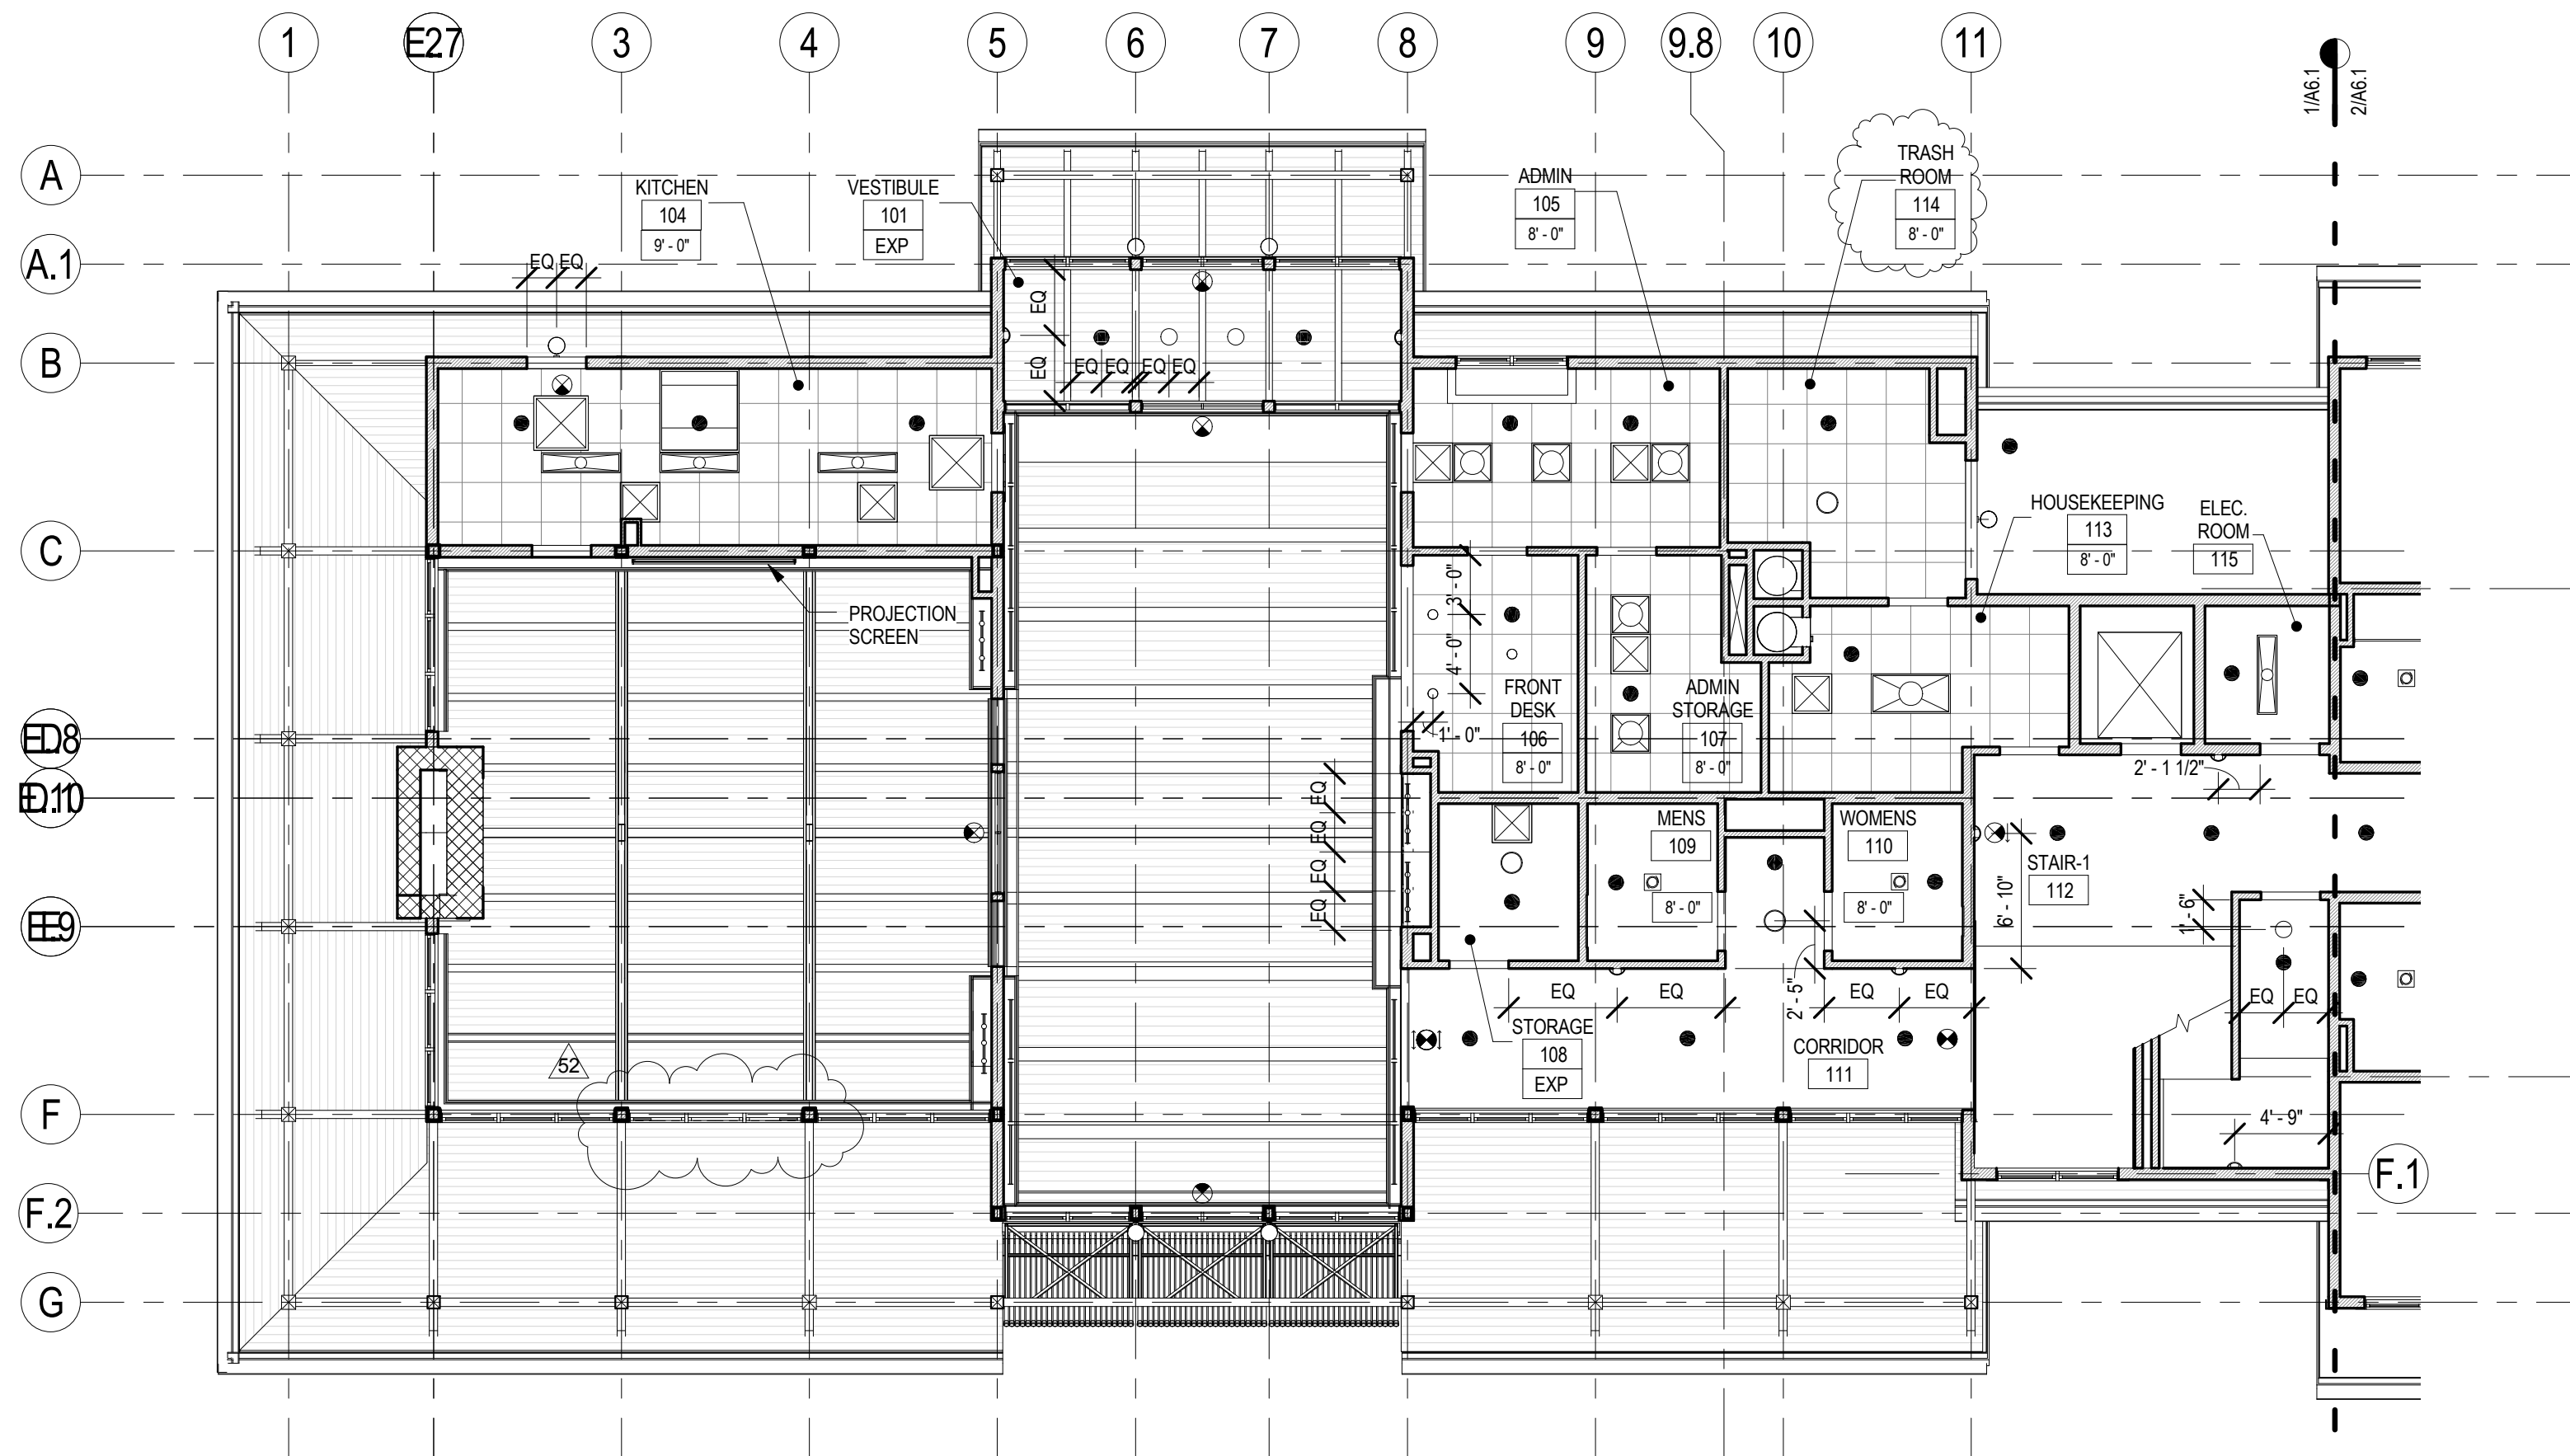 1
E27
3
4
5
6
7
8
9
9.8
10
11
1/A6.1
2/A6.1
A
A.1
B
C
F
F.2
G
F.1
KITCHEN
104
9' - 0"
VESTIBULE
101
EXP
ADMIN
105
8' - 0"
TRASH
ROOM
114
8' - 0"
EQ EQ
EQ
EQ
EQ EQ EQ EQ
HOUSEKEEPING
113
8' - 0"
ELEC.
ROOM
115
PROJECTION
SCREEN
3' - 0"
4' - 0"
1' - 0"
FRONT
DESK
106
8' - 0"
ADMIN
STORAGE
107
8' - 0"
2' - 1 1/2"
EQ
EQ
EQ
EQ
MENS
109
8' - 0"
WOMENS
110
8' - 0"
STAIR-1
112
6' - 10"
1' - 6"
EQ EQ
2' - 5"
EQ EQ
EQ EQ
STORAGE
108
EXP
CORRIDOR
111
52
4' - 9"